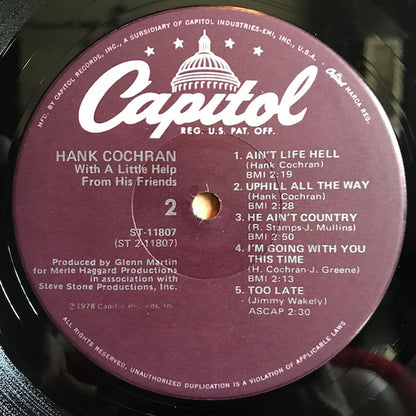 MFG. BY CAPITOL RECORDS, INC., A SUBSIDIARY OF CAPITOL INDUSTRIES-EMI, INC., U.S.A.
Capitol MARCA REG.
Capitol
REG. U.S. PAT. OFF.
HANK COCHRAN
With A Little Help
From His Friends
2
ST-11807
(ST 2-11807)
Produced by Glenn Martin
for Merle Haggard Productions
in association with
Steve Stone Productions, Inc.
℗1978 Capitol Records, Inc.
1. AIN'T LIFE HELL
(Hank Cochran)
BMI 2:19
2. UPHILL ALL THE WAY
(Hank Cochran)
BMI 2:28
3. HE AIN'T COUNTRY
(R. Stamps-J. Mullins)
BMI 2:50
4. I'M GOING WITH YOU
THIS TIME
(H. Cochran-J. Greene)
BMI 2:13
5. TOO LATE
(Jimmy Wakely)
ASCAP 2:30
ALL RIGHTS RESERVED. UNAUTHORIZED DUPLICATION IS A VIOLATION OF APPLICABLE LAWS